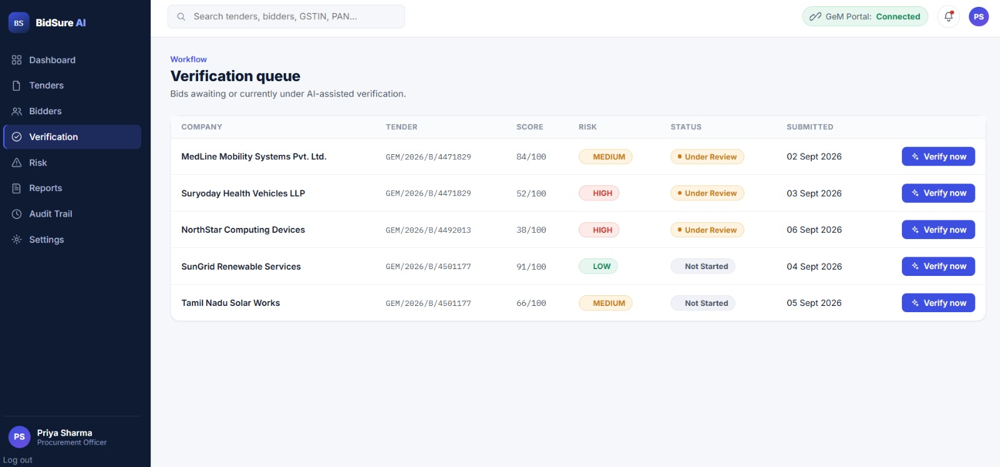 BS BidSure AI
Search tenders, bidders, GSTIN, PAN...
GeM Portal: Connected
PS
Dashboard
Tenders
Bidders
Verification
Risk
Reports
Audit Trail
Settings
PS
Priya Sharma
Procurement Officer
Log out
Workflow
Verification queue
Bids awaiting or currently under AI-assisted verification.
COMPANY TENDER SCORE RISK STATUS SUBMITTED
MedLine Mobility Systems Pvt. Ltd. GEM/2026/B/4471829 84/100 MEDIUM Under Review 02 Sept 2026 Verify now
Suryoday Health Vehicles LLP GEM/2026/B/4471829 52/100 HIGH Under Review 03 Sept 2026 Verify now
NorthStar Computing Devices GEM/2026/B/4492013 38/100 HIGH Under Review 06 Sept 2026 Verify now
SunGrid Renewable Services GEM/2026/B/4501177 91/100 LOW Not Started 04 Sept 2026 Verify now
Tamil Nadu Solar Works GEM/2026/B/4501177 66/100 MEDIUM Not Started 05 Sept 2026 Verify now